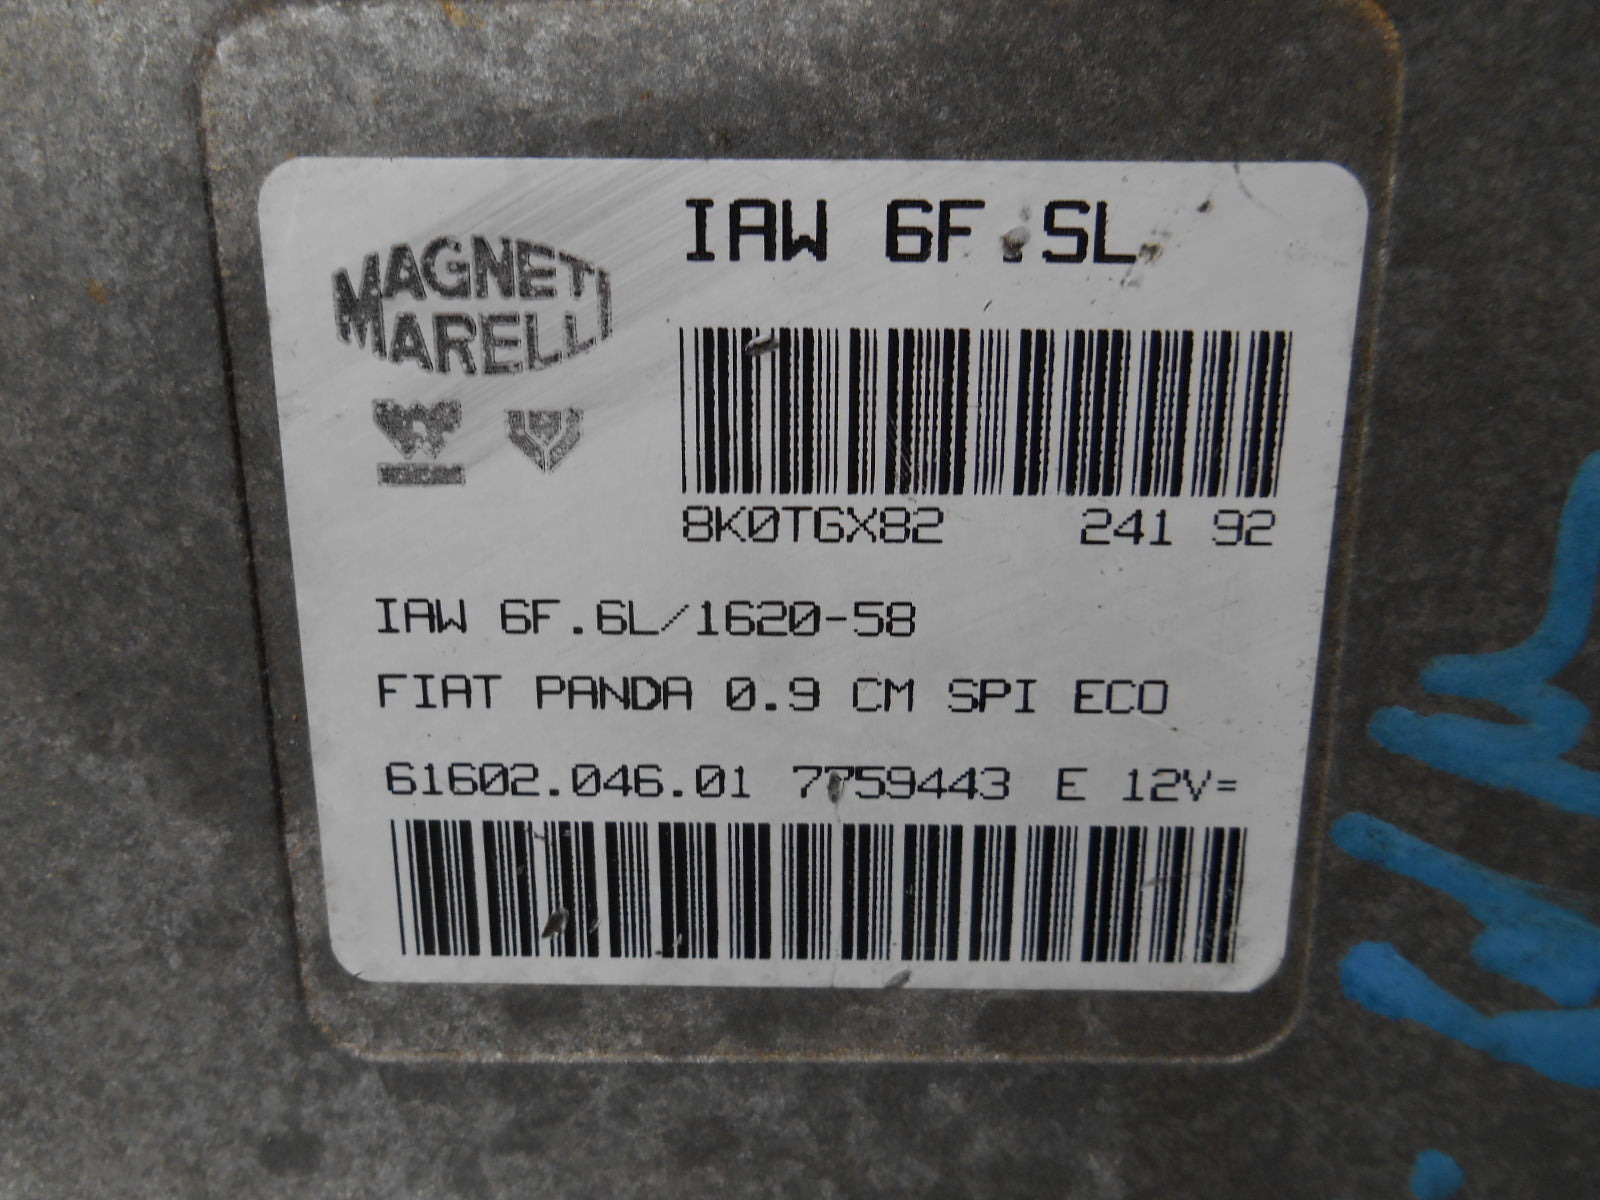 MAGNETI
MARELLI
IAW 6F.SL
8K0TGX82 241 92
IAW 6F.6L/1620-58
FIAT PANDA 0.9 CM SPI ECO
61602.046.01 7759443 E 12V=